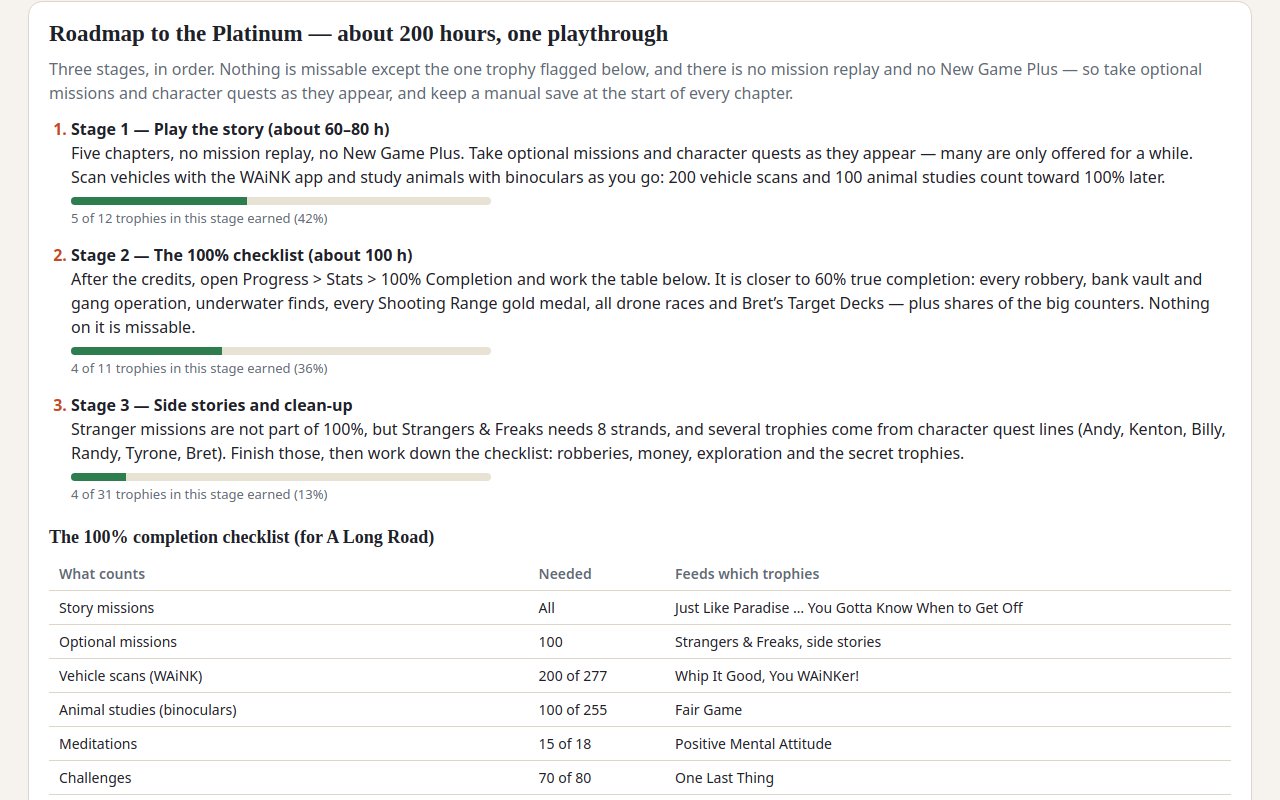 Roadmap to the Platinum — about 200 hours, one playthrough
Three stages, in order. Nothing is missable except the one trophy flagged below, and there is no mission replay and no New Game Plus — so take optional
missions and character quests as they appear, and keep a manual save at the start of every chapter.
1. Stage 1 — Play the story (about 60–80 h)
Five chapters, no mission replay, no New Game Plus. Take optional missions and character quests as they appear — many are only offered for a while.
Scan vehicles with the WAiNK app and study animals with binoculars as you go: 200 vehicle scans and 100 animal studies count toward 100% later.
5 of 12 trophies in this stage earned (42%)
2. Stage 2 — The 100% checklist (about 100 h)
After the credits, open Progress > Stats > 100% Completion and work the table below. It is closer to 60% true completion: every robbery, bank vault and
gang operation, underwater finds, every Shooting Range gold medal, all drone races and Bret’s Target Decks — plus shares of the big counters. Nothing
on it is missable.
4 of 11 trophies in this stage earned (36%)
3. Stage 3 — Side stories and clean-up
Stranger missions are not part of 100%, but Strangers & Freaks needs 8 strands, and several trophies come from character quest lines (Andy, Kenton, Billy,
Randy, Tyrone, Bret). Finish those, then work down the checklist: robberies, money, exploration and the secret trophies.
4 of 31 trophies in this stage earned (13%)
The 100% completion checklist (for A Long Road)
What counts Needed Feeds which trophies
Story missions All Just Like Paradise … You Gotta Know When to Get Off
Optional missions 100 Strangers & Freaks, side stories
Vehicle scans (WAiNK) 200 of 277 Whip It Good, You WAiNKer!
Animal studies (binoculars) 100 of 255 Fair Game
Meditations 15 of 18 Positive Mental Attitude
Challenges 70 of 80 One Last Thing